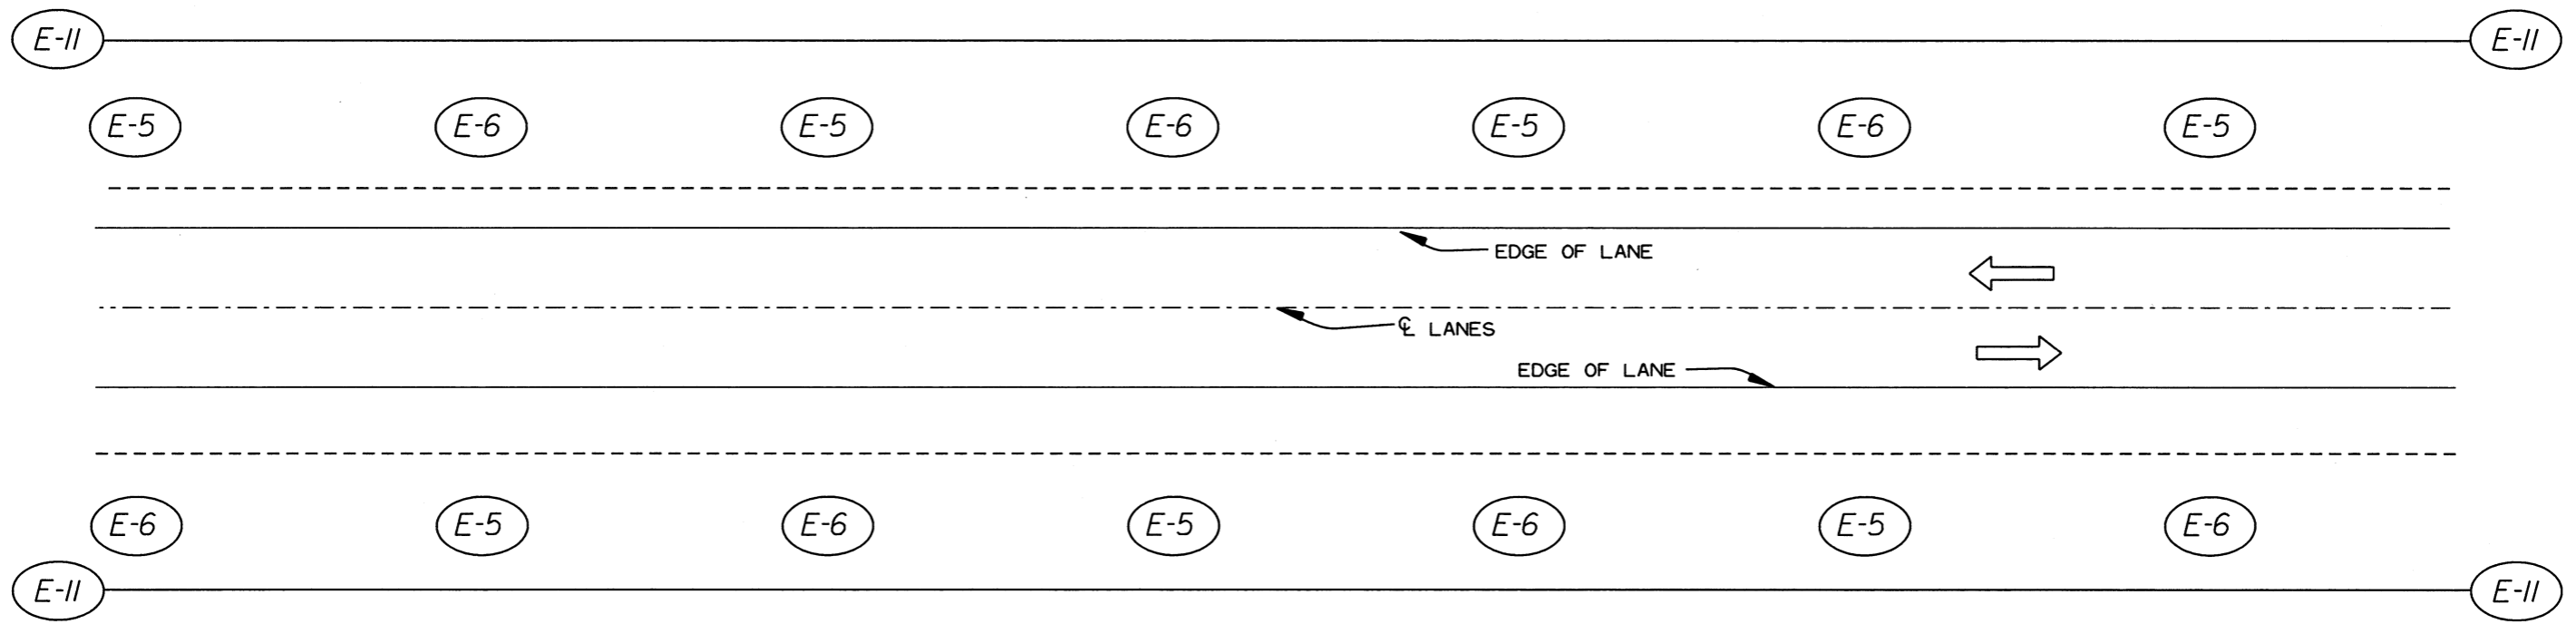 E-11 E-11
E-5 E-6 E-5 E-6 E-5 E-6 E-5
EDGE OF LANE
℄ LANES
EDGE OF LANE
E-6 E-5 E-6 E-5 E-6 E-5 E-6
E-11 E-11